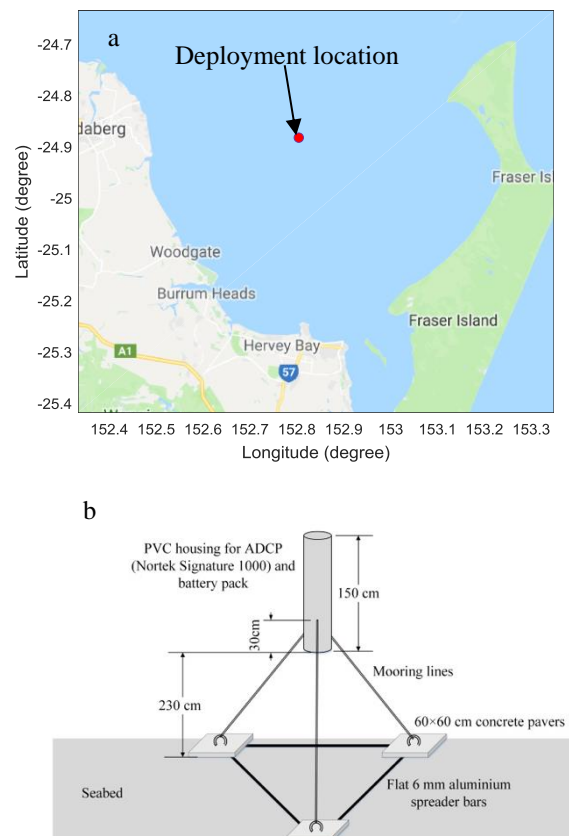 a
Deployment location
-24.7
-24.8
-24.9
-25
-25.1
-25.2
-25.3
-25.4
Latitude (degree)
daberg
Woodgate
Burrum Heads
Hervey Bay
A1
57
Fraser Isl
Fraser Island
152.4 152.5 152.6 152.7 152.8 152.9 153 153.1 153.2 153.3
Longitude (degree)
b
PVC housing for ADCP
(Nortek Signature 1000) and
battery pack
150 cm
30cm
Mooring lines
230 cm
60×60 cm concrete pavers
Flat 6 mm aluminium
spreader bars
Seabed